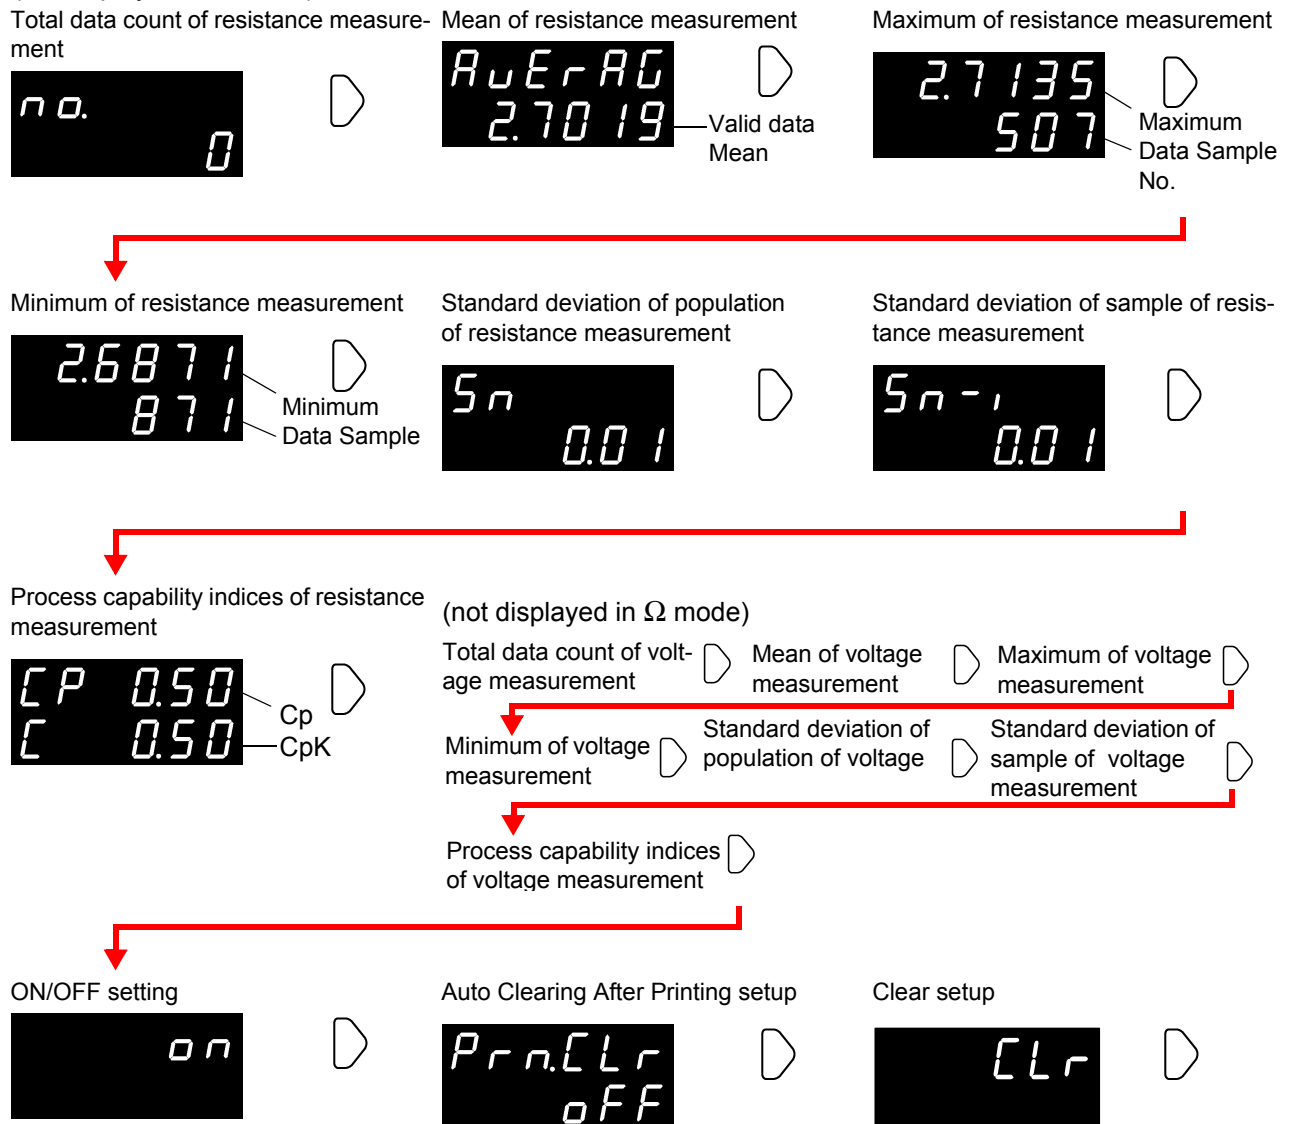 Total data count of resistance measure-
ment
no.
0
Mean of resistance measurement
AvErAG
2.7019
Valid data
Mean
Maximum of resistance measurement
2.7135
507
Maximum
Data Sample
No.
Minimum of resistance measurement
2.6871
871
Minimum
Data Sample
Standard deviation of population
of resistance measurement
Sn
0.01
Standard deviation of sample of resis-
tance measurement
Sn-1
0.01
Process capability indices of resistance
measurement
CP 0.50
C 0.50
Cp
CpK
(not displayed in Ω mode)
Total data count of volt-
age measurement
Mean of voltage
measurement
Maximum of voltage
measurement
Minimum of voltage
measurement
Standard deviation of
population of voltage
Standard deviation of
sample of voltage
measurement
Process capability indices
of voltage measurement
ON/OFF setting
on
Auto Clearing After Printing setup
Prn.CLr
oFF
Clear setup
CLr